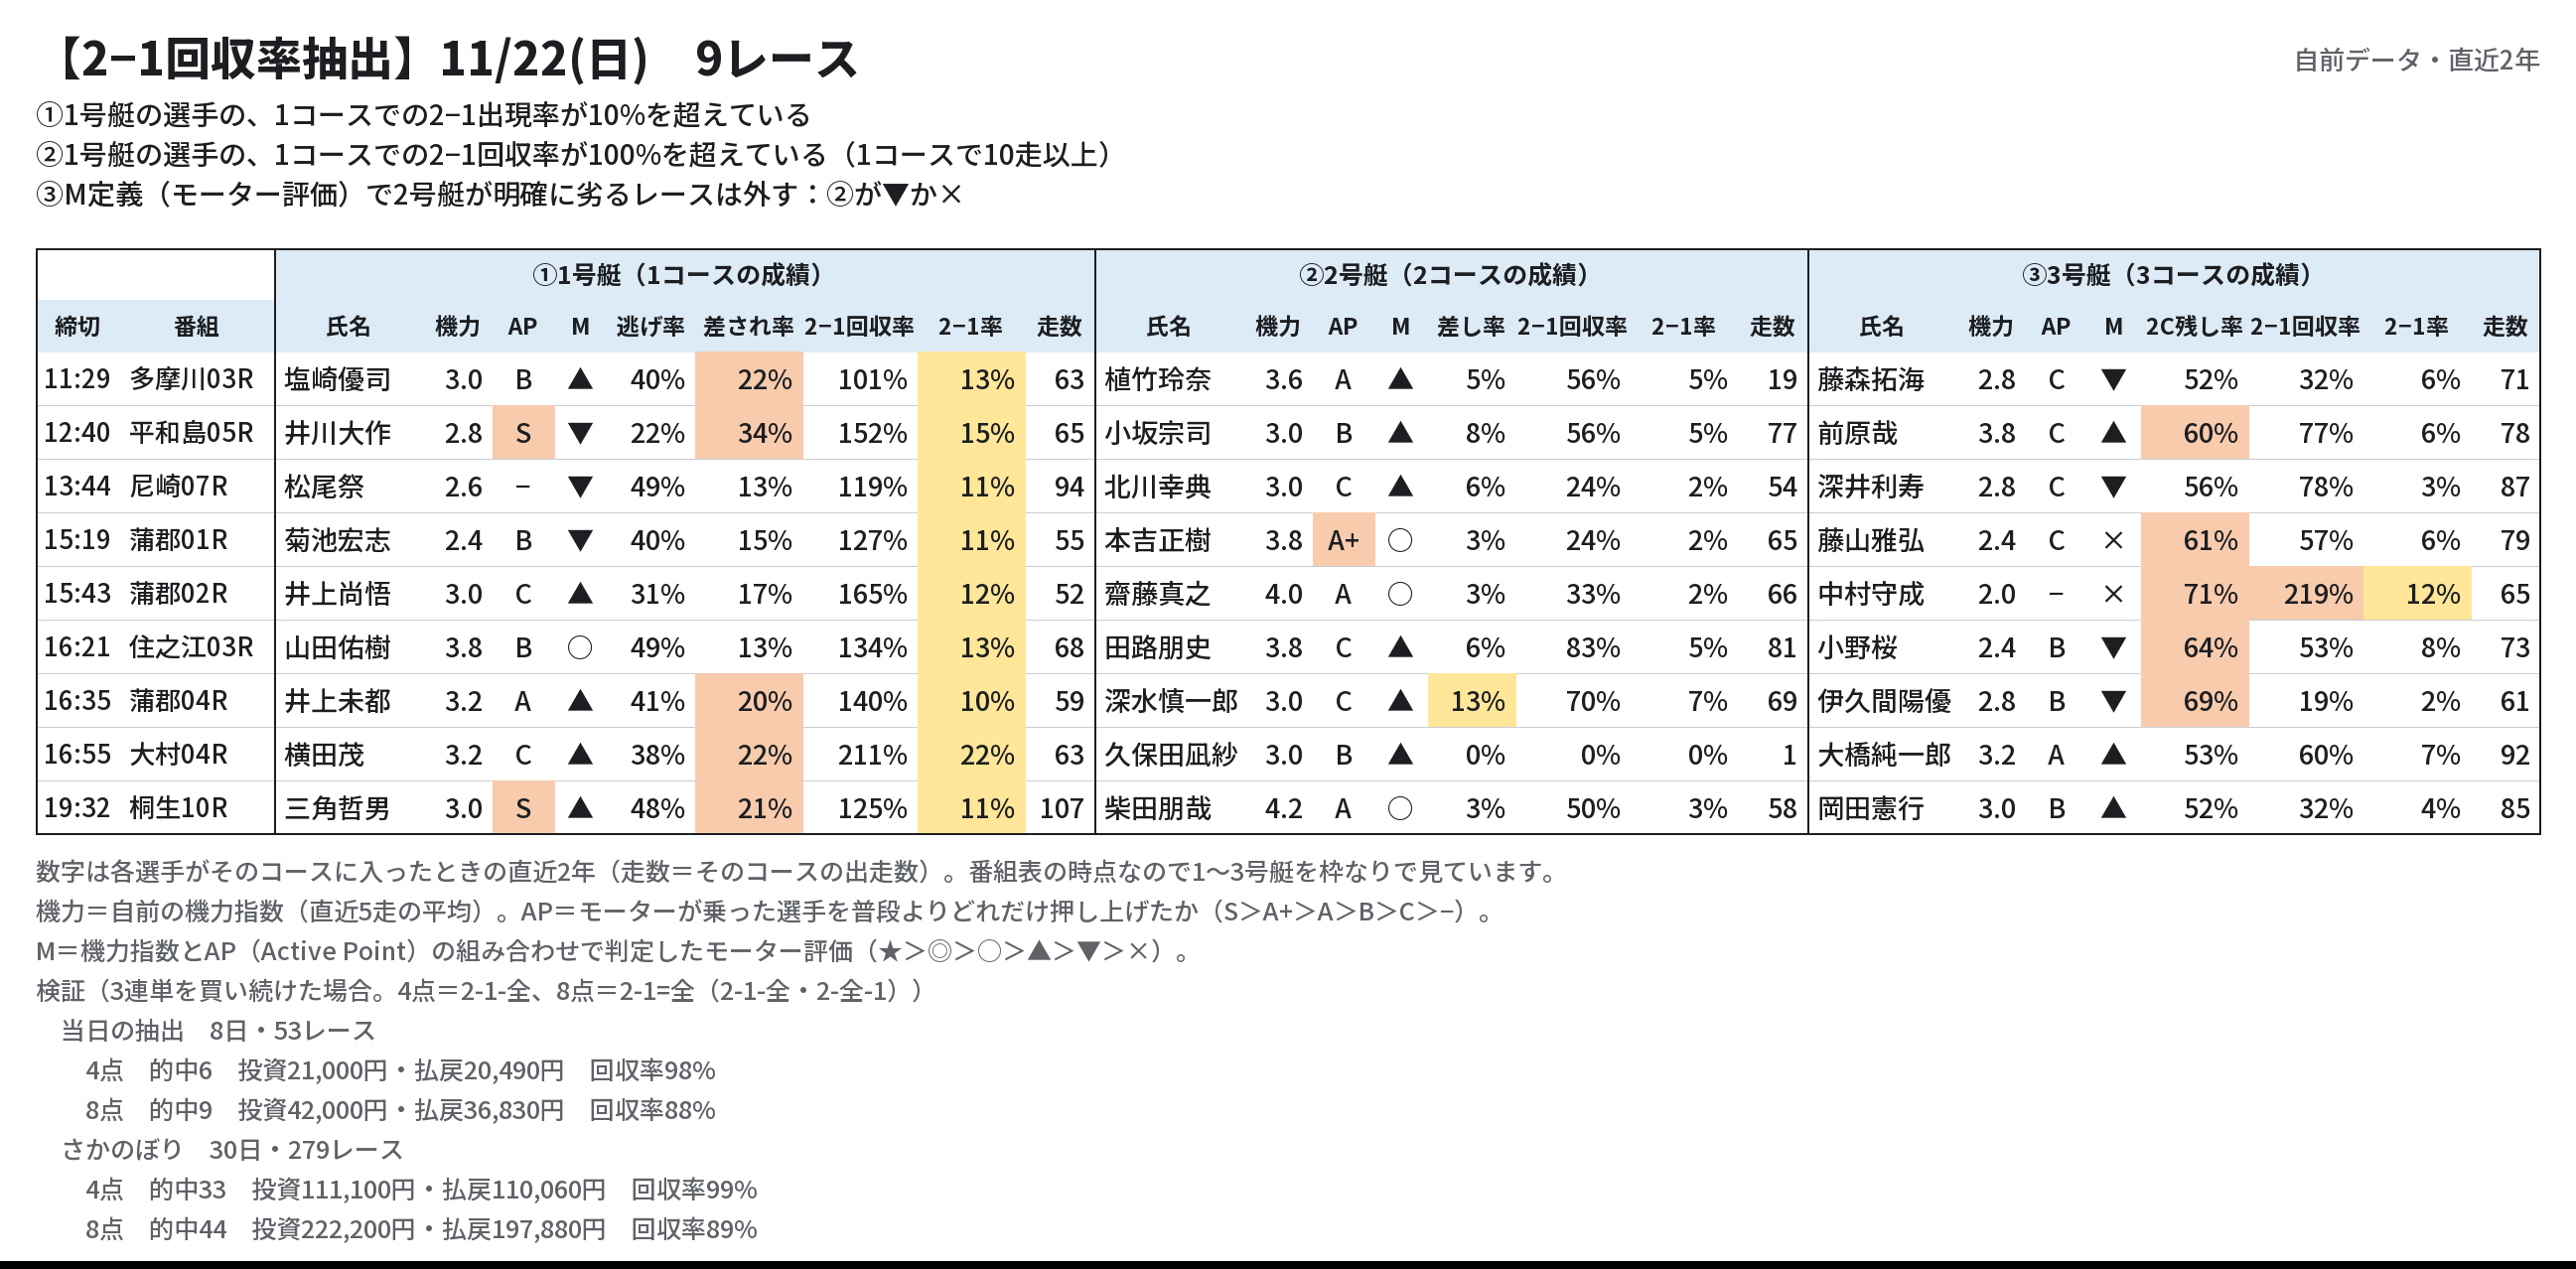 【2−1回収率抽出】11/22(日)　9レース
自前データ・直近2年
①1号艇の選手の、1コースでの2−1出現率が10%を超えている
②1号艇の選手の、1コースでの2−1回収率が100%を超えている（1コースで10走以上）
③M定義（モーター評価）で2号艇が明確に劣るレースは外す：②が▼か×
①1号艇（1コースの成績） ②2号艇（2コースの成績） ③3号艇（3コースの成績）
締切 番組 氏名 機力 AP M 逃げ率 差され率 2−1回収率 2−1率 走数 氏名 機力 AP M 差し率 2−1回収率 2−1率 走数 氏名 機力 AP M 2C残し率 2−1回収率 2−1率 走数
11:29 多摩川03R 塩崎優司 3.0 B ▲ 40% 22% 101% 13% 63 植竹玲奈 3.6 A ▲ 5% 56% 5% 19 藤森拓海 2.8 C ▼ 52% 32% 6% 71
12:40 平和島05R 井川大作 2.8 S ▼ 22% 34% 152% 15% 65 小坂宗司 3.0 B ▲ 8% 56% 5% 77 前原哉 3.8 C ▲ 60% 77% 6% 78
13:44 尼崎07R 松尾祭 2.6 − ▼ 49% 13% 119% 11% 94 北川幸典 3.0 C ▲ 6% 24% 2% 54 深井利寿 2.8 C ▼ 56% 78% 3% 87
15:19 蒲郡01R 菊池宏志 2.4 B ▼ 40% 15% 127% 11% 55 本吉正樹 3.8 A+ ○ 3% 24% 2% 65 藤山雅弘 2.4 C × 61% 57% 6% 79
15:43 蒲郡02R 井上尚悟 3.0 C ▲ 31% 17% 165% 12% 52 齋藤真之 4.0 A ○ 3% 33% 2% 66 中村守成 2.0 − × 71% 219% 12% 65
16:21 住之江03R 山田佑樹 3.8 B ○ 49% 13% 134% 13% 68 田路朋史 3.8 C ▲ 6% 83% 5% 81 小野桜 2.4 B ▼ 64% 53% 8% 73
16:35 蒲郡04R 井上未都 3.2 A ▲ 41% 20% 140% 10% 59 深水慎一郎 3.0 C ▲ 13% 70% 7% 69 伊久間陽優 2.8 B ▼ 69% 19% 2% 61
16:55 大村04R 横田茂 3.2 C ▲ 38% 22% 211% 22% 63 久保田凪紗 3.0 B ▲ 0% 0% 0% 1 大橋純一郎 3.2 A ▲ 53% 60% 7% 92
19:32 桐生10R 三角哲男 3.0 S ▲ 48% 21% 125% 11% 107 柴田朋哉 4.2 A ○ 3% 50% 3% 58 岡田憲行 3.0 B ▲ 52% 32% 4% 85
数字は各選手がそのコースに入ったときの直近2年（走数＝そのコースの出走数）。番組表の時点なので1〜3号艇を枠なりで見ています。
機力＝自前の機力指数（直近5走の平均）。AP＝モーターが乗った選手を普段よりどれだけ押し上げたか（S＞A+＞A＞B＞C＞−）。
M＝機力指数とAP（Active Point）の組み合わせで判定したモーター評価（★＞◎＞○＞▲＞▼＞×）。
検証（3連単を買い続けた場合。4点＝2-1-全、8点＝2-1=全（2-1-全・2-全-1））
当日の抽出　8日・53レース
4点　的中6　投資21,000円・払戻20,490円　回収率98%
8点　的中9　投資42,000円・払戻36,830円　回収率88%
さかのぼり　30日・279レース
4点　的中33　投資111,100円・払戻110,060円　回収率99%
8点　的中44　投資222,200円・払戻197,880円　回収率89%